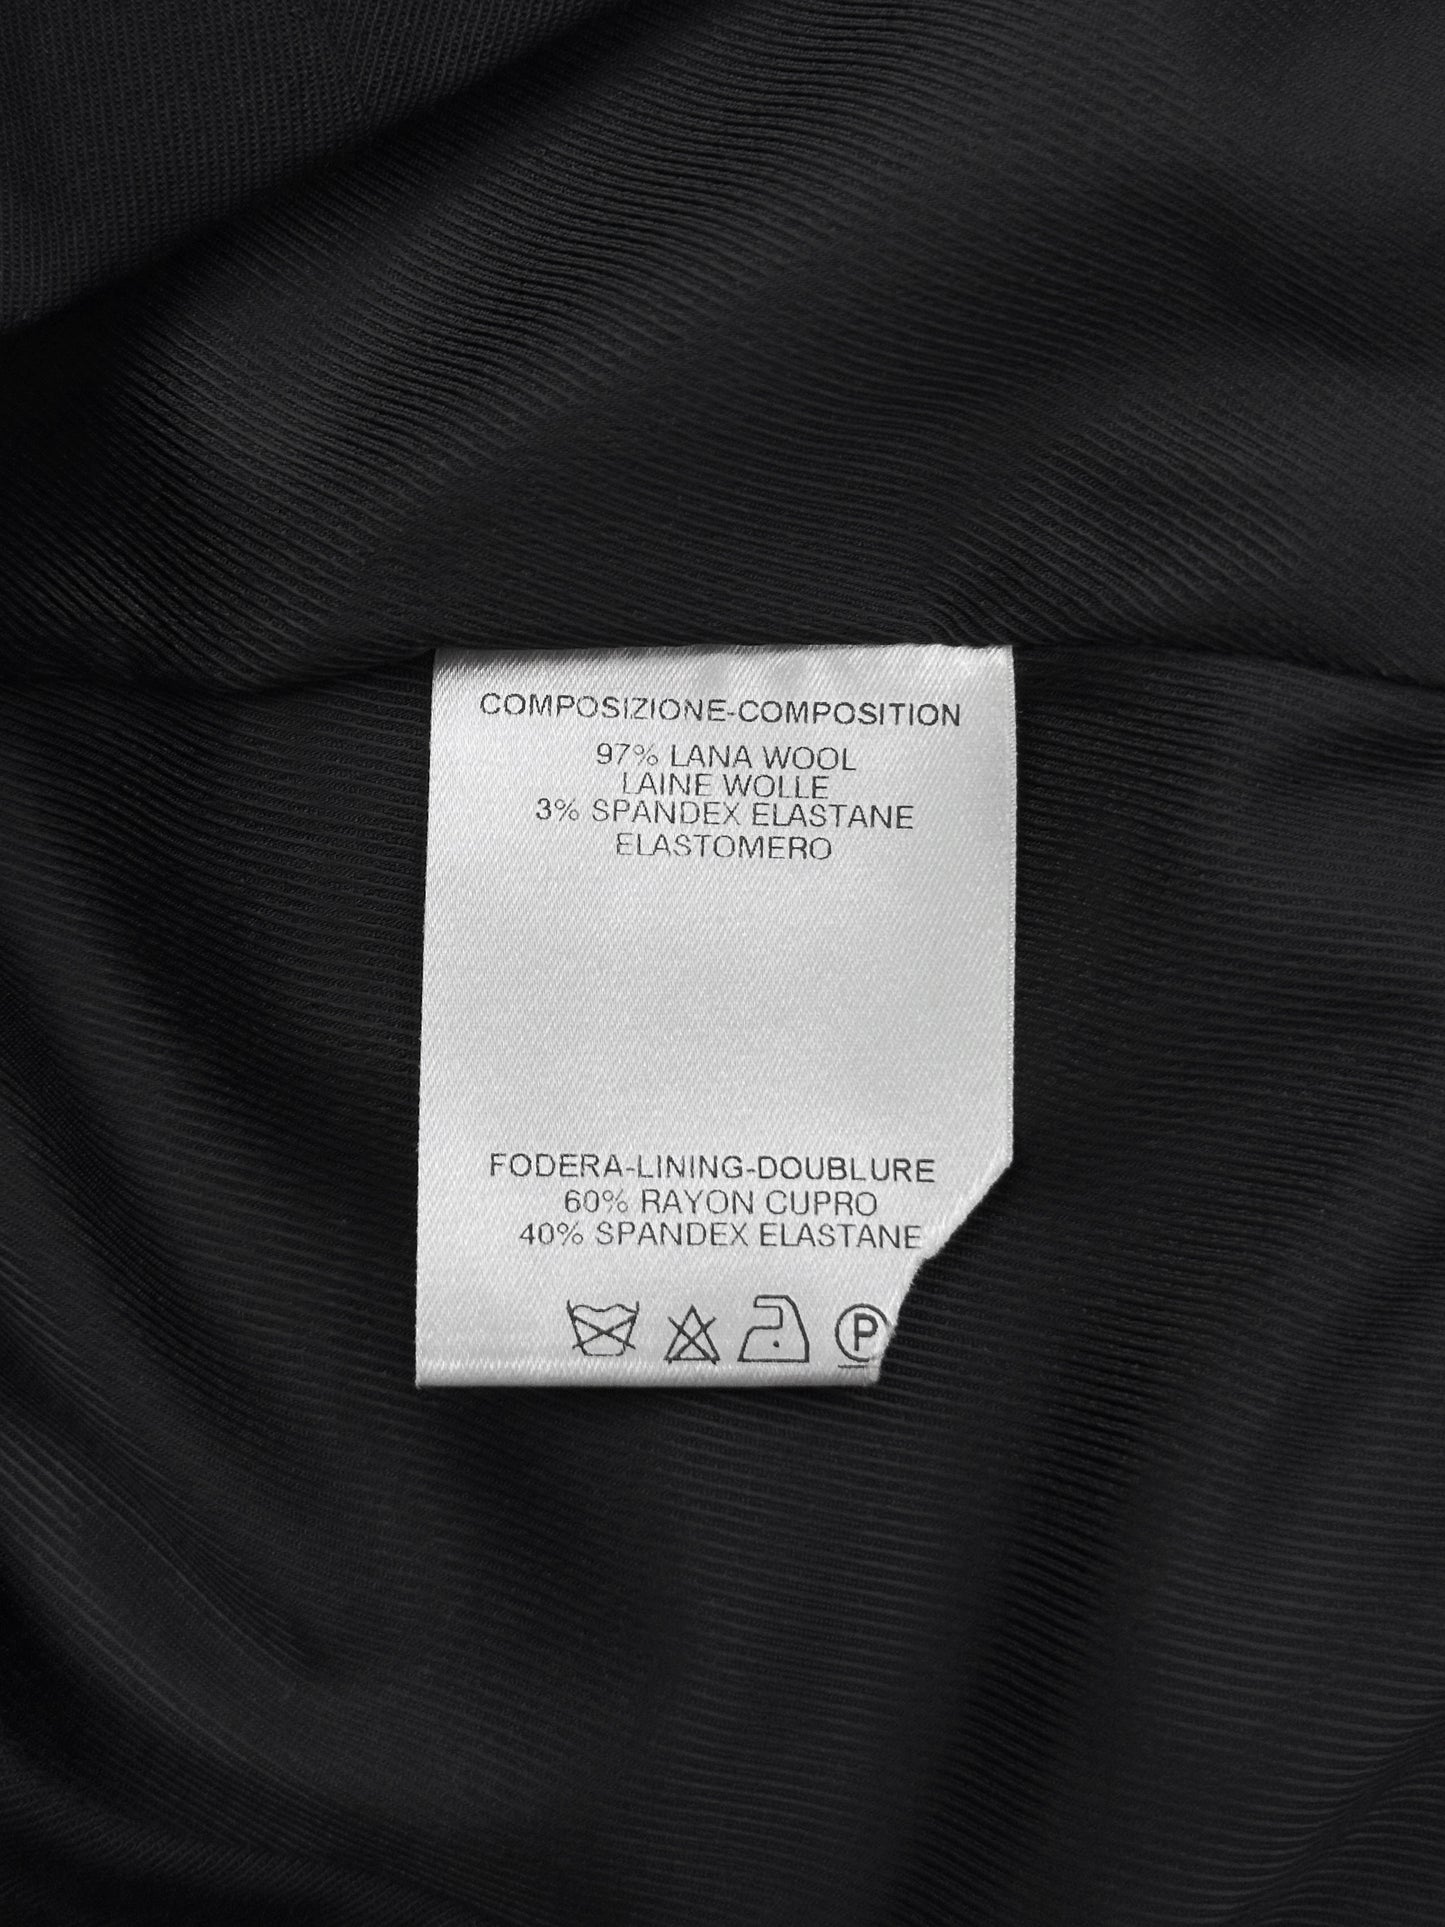 COMPOSIZIONE-COMPOSITION
97% LANA WOOL
LAINE WOLLE
3% SPANDEX ELASTANE
ELASTOMERO
FODERA-LINING-DOUBLURE
60% RAYON CUPRO
40% SPANDEX ELASTANE
P